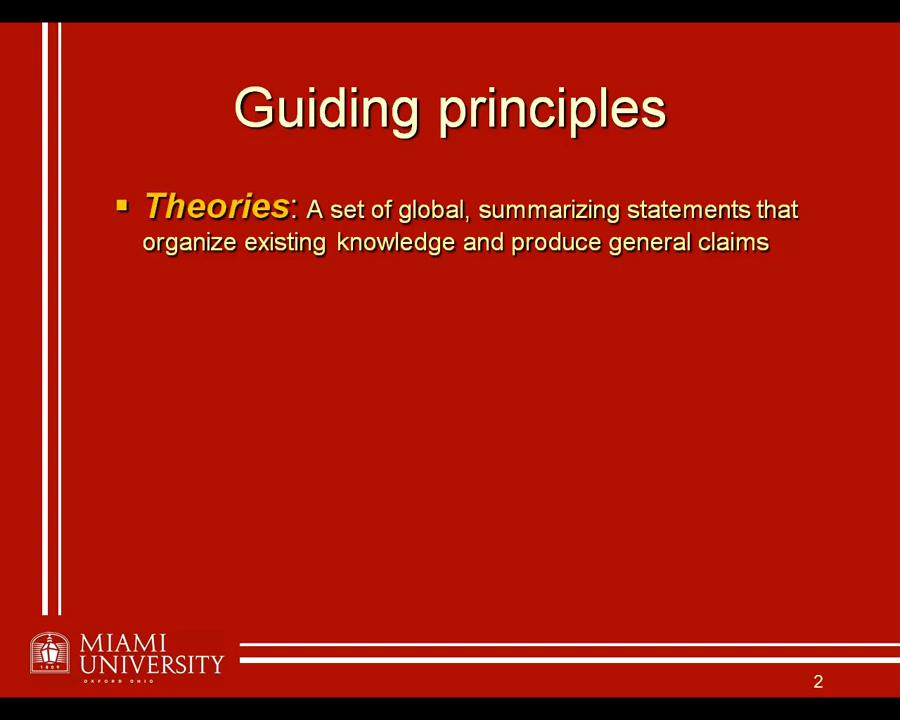 Guiding principles
▪ Theories: A set of global, summarizing statements that
organize existing knowledge and produce general claims
MIAMI
UNIVERSITY
OXFORD OHIO
1809
2